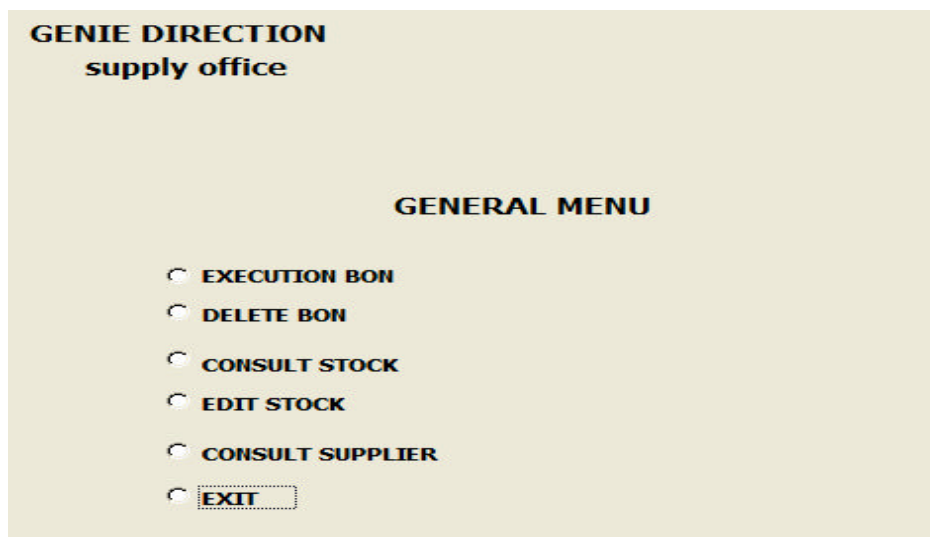 GENIE DIRECTION
supply office
GENERAL MENU
EXECUTION BON
DELETE BON
CONSULT STOCK
EDIT STOCK
CONSULT SUPPLIER
EXIT